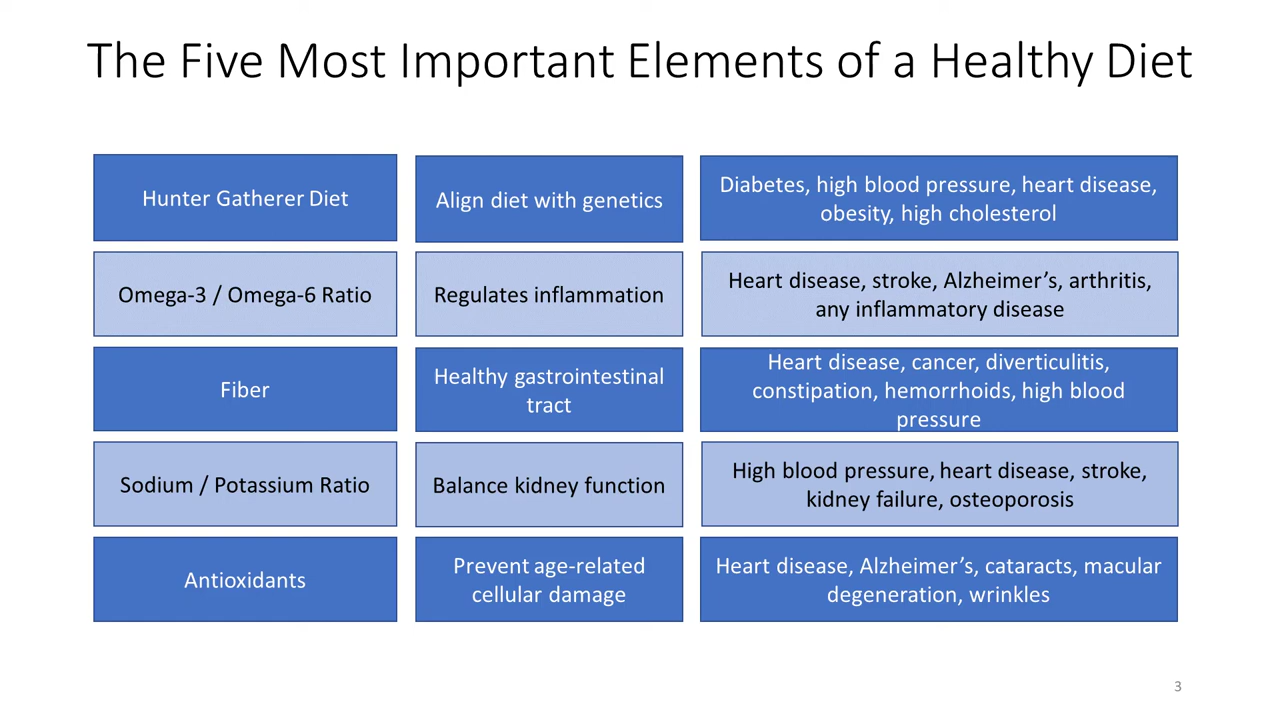 The Five Most Important Elements of a Healthy Diet
Hunter Gatherer Diet
Align diet with genetics
Diabetes, high blood pressure, heart disease,
obesity, high cholesterol
Omega-3 / Omega-6 Ratio
Regulates inflammation
Heart disease, stroke, Alzheimer’s, arthritis,
any inflammatory disease
Fiber
Healthy gastrointestinal
tract
Heart disease, cancer, diverticulitis,
constipation, hemorrhoids, high blood
pressure
Sodium / Potassium Ratio
Balance kidney function
High blood pressure, heart disease, stroke,
kidney failure, osteoporosis
Antioxidants
Prevent age-related
cellular damage
Heart disease, Alzheimer’s, cataracts, macular
degeneration, wrinkles
3